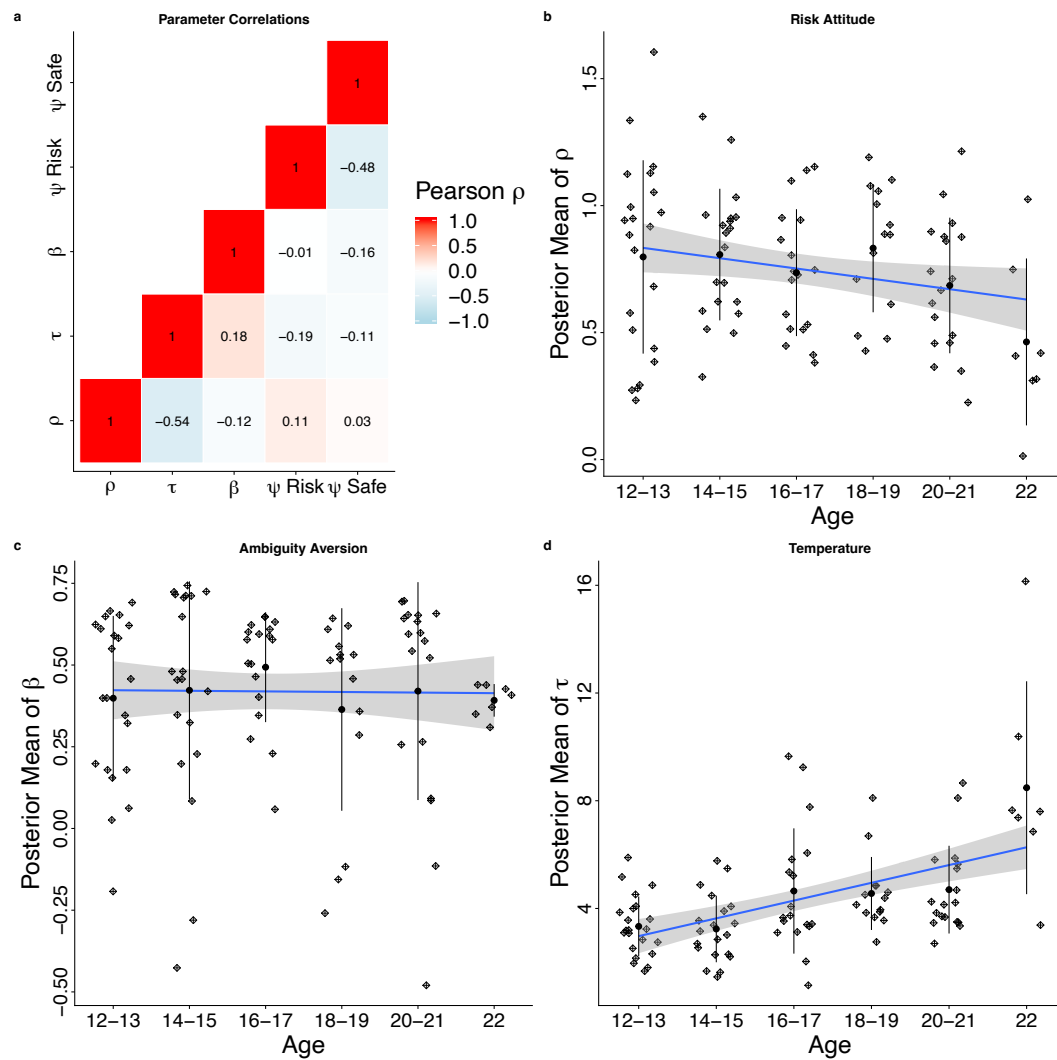 a
Parameter Correlations
ψ Safe
ψ Risk
β
τ
ρ
1
1
−0.48
1
−0.01
−0.16
1
0.18
−0.19
−0.11
1
−0.54
−0.12
0.11
0.03
ρ τ β ψ Risk ψ Safe
Pearson ρ
1.0
0.5
0.0
−0.5
−1.0
b
Risk Attitude
Posterior Mean of ρ
1.5
1.0
0.5
0.0
12−13 14−15 16−17 18−19 20−21 22
Age
c
Ambiguity Aversion
Posterior Mean of β
0.75
0.50
0.25
0.00
−0.25
−0.50
12−13 14−15 16−17 18−19 20−21 22
Age
d
Temperature
Posterior Mean of τ
16
12
8
4
12−13 14−15 16−17 18−19 20−21 22
Age